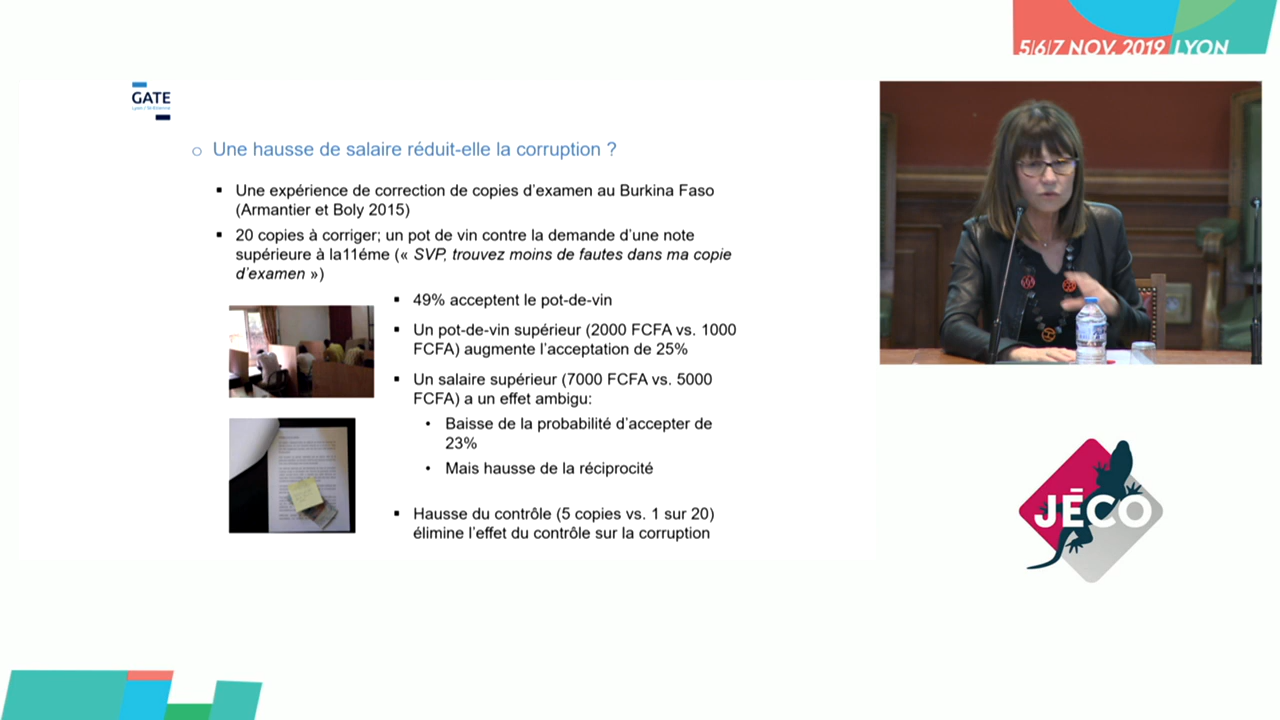 5/6/7 NOV. 2019 LYON
GATE
Lyon / St-Etienne
Une hausse de salaire réduit-elle la corruption ?
Une expérience de correction de copies d'examen au Burkina Faso
(Armantier et Boly 2015)
20 copies à corriger; un pot de vin contre la demande d'une note
supérieure à la11éme (« SVP, trouvez moins de fautes dans ma copie
d'examen »)
49% acceptent le pot-de-vin
Un pot-de-vin supérieur (2000 FCFA vs. 1000
FCFA) augmente l'acceptation de 25%
Un salaire supérieur (7000 FCFA vs. 5000
FCFA) a un effet ambigu:
Baisse de la probabilité d'accepter de
23%
Mais hausse de la réciprocité
Hausse du contrôle (5 copies vs. 1 sur 20)
élimine l'effet du contrôle sur la corruption
JĒCO